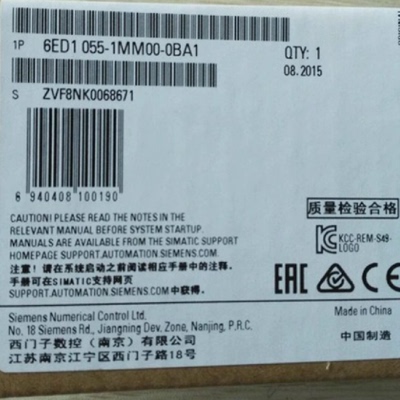 1P 6ED1 055-1MM00-0BA1
QTY: 1
08.2015
S ZVF8NK0068671
6 940408 100190
质量检验合格
CAUTION! PLEASE READ THE NOTES IN THE
RELEVANT MANUAL BEFORE SYSTEM STARTUP.
MANUALS ARE AVAILABLE FROM THE SIMATIC SUPPORT
HOMEPAGE SUPPORT.AUTOMATION.SIEMENS.COM
注意！请在系统启动之前阅读相应手册中的注释。
手册可在SIMATIC支持网页
SUPPORT.AUTOMATION.SIEMENS.COM中获得。
KCC-REM-S49-
LOGO
EAC
CE
Siemens Numerical Control Ltd.
No. 18 Siemens Rd., Jiangning Dev. Zone, Nanjing, P.R.C.
西门子数控（南京）有限公司
江苏南京江宁区西门子路18号
Made in China
中国制造